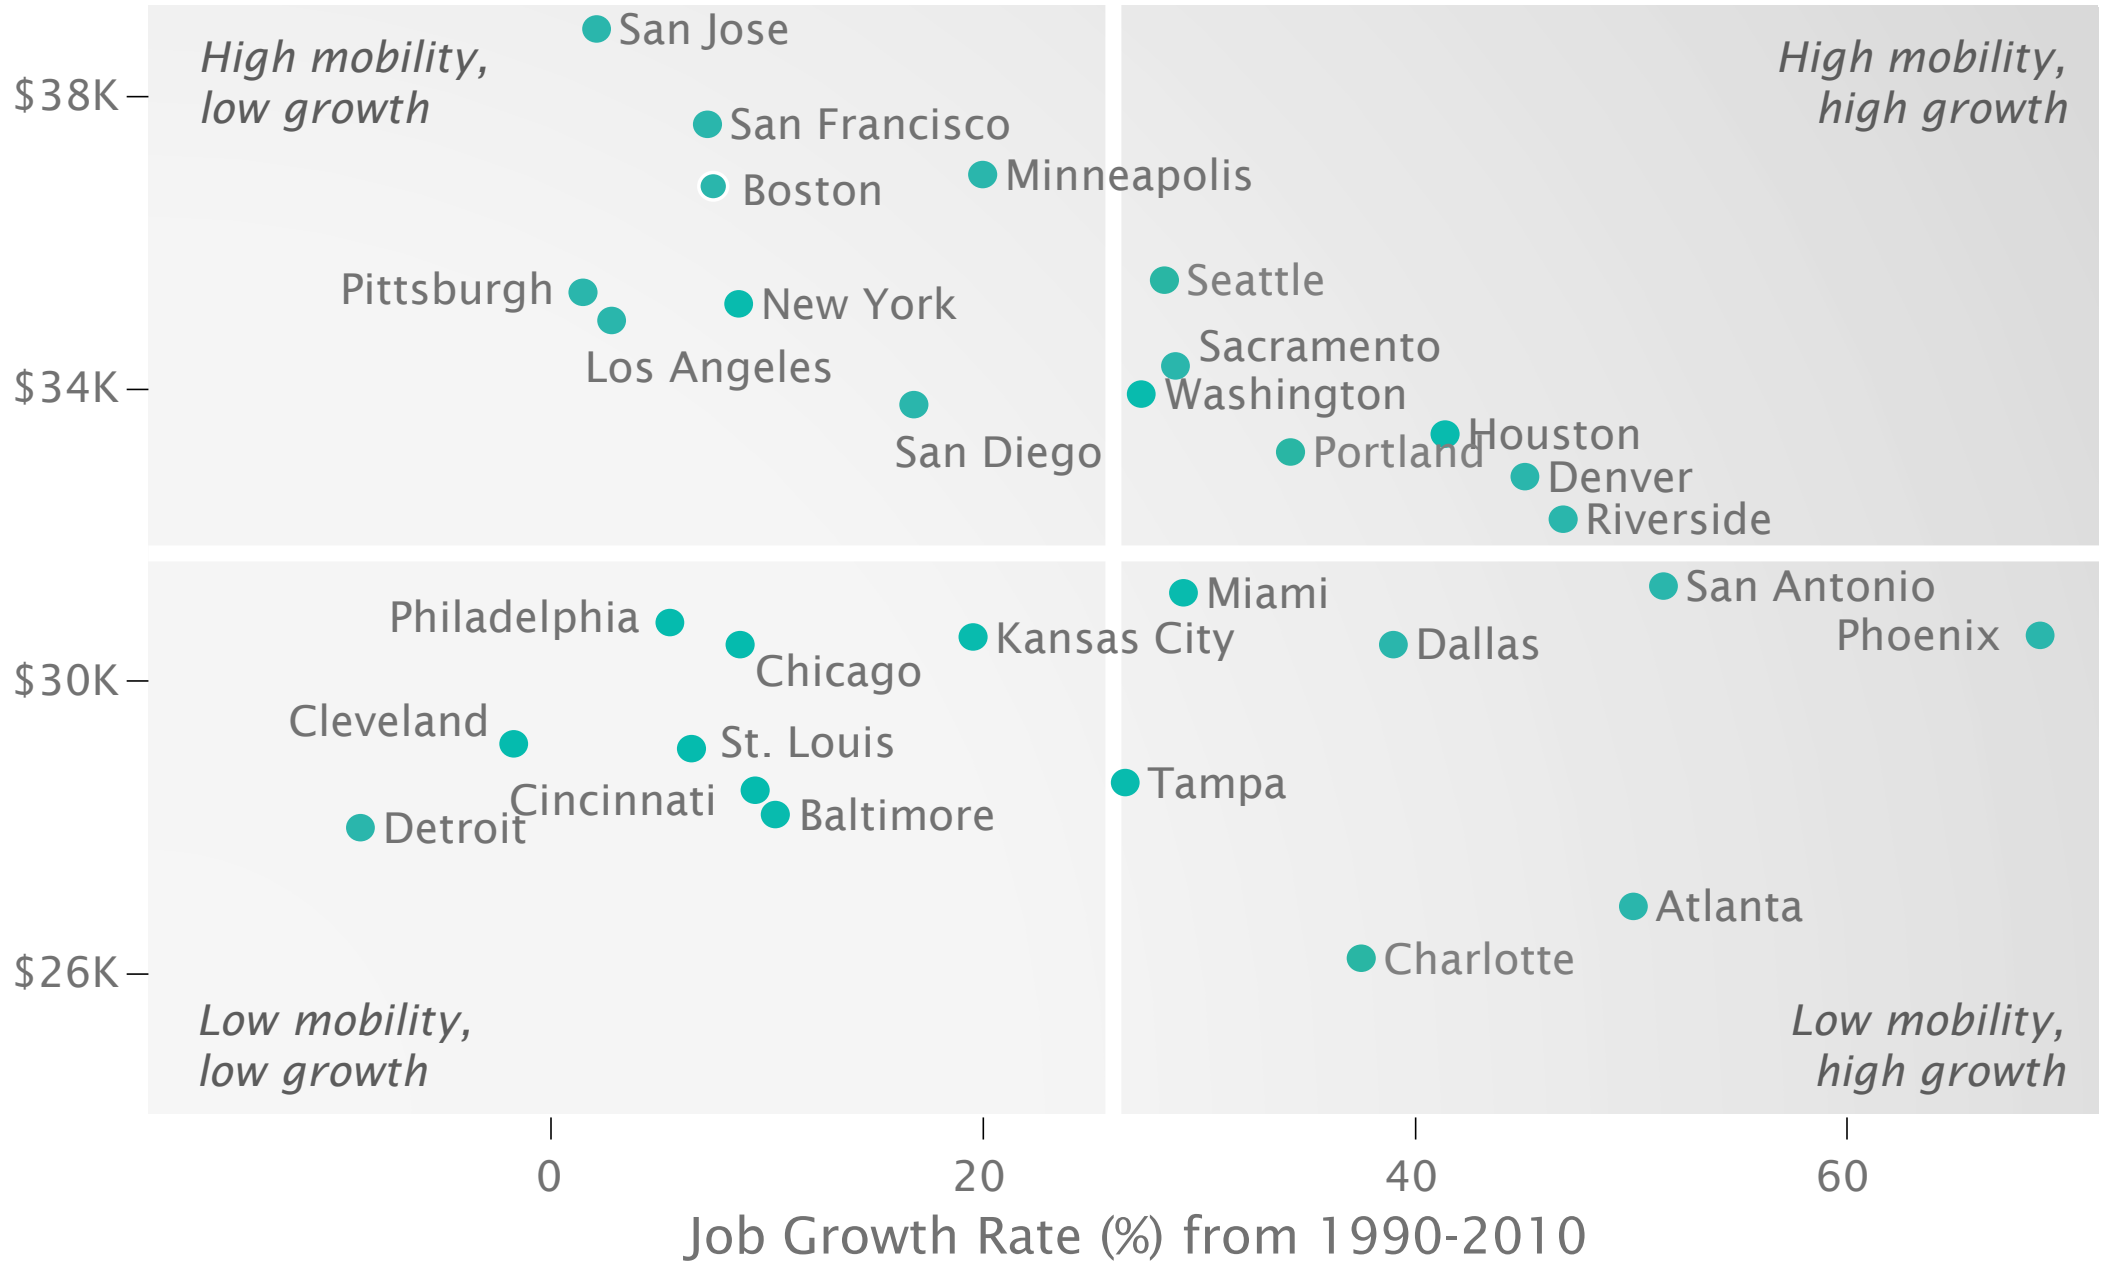 San Jose
High mobility,
low growth
High mobility,
high growth
$38K
San Francisco
Minneapolis
Boston
Pittsburgh
New York
Seattle
Sacramento
Los Angeles
$34K
Washington
San Diego
Houston
Portland
Denver
Riverside
Miami
San Antonio
Philadelphia
Kansas City
Dallas
Phoenix
Chicago
$30K
Cleveland
St. Louis
Tampa
Cincinnati
Baltimore
Detroit
Atlanta
Charlotte
$26K
Low mobility,
low growth
Low mobility,
high growth
0
20
40
60
Job Growth Rate (%) from 1990-2010